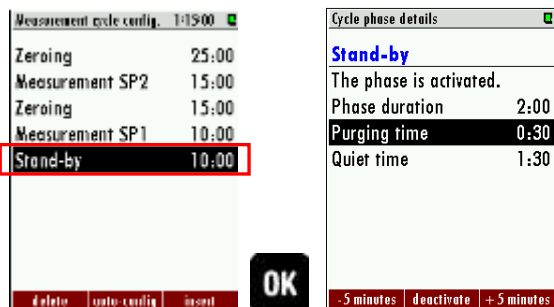 Measurement cycle config. 1:15:00
Zeroing 25:00
Measurement SP2 15:00
Zeroing 15:00
Measurement SP1 10:00
Stand-by 10:00
delete auto-config insert
OK
Cycle phase details
Stand-by
The phase is activated.
Phase duration 2:00
Purging time 0:30
Quiet time 1:30
-5 minutes deactivate +5 minutes